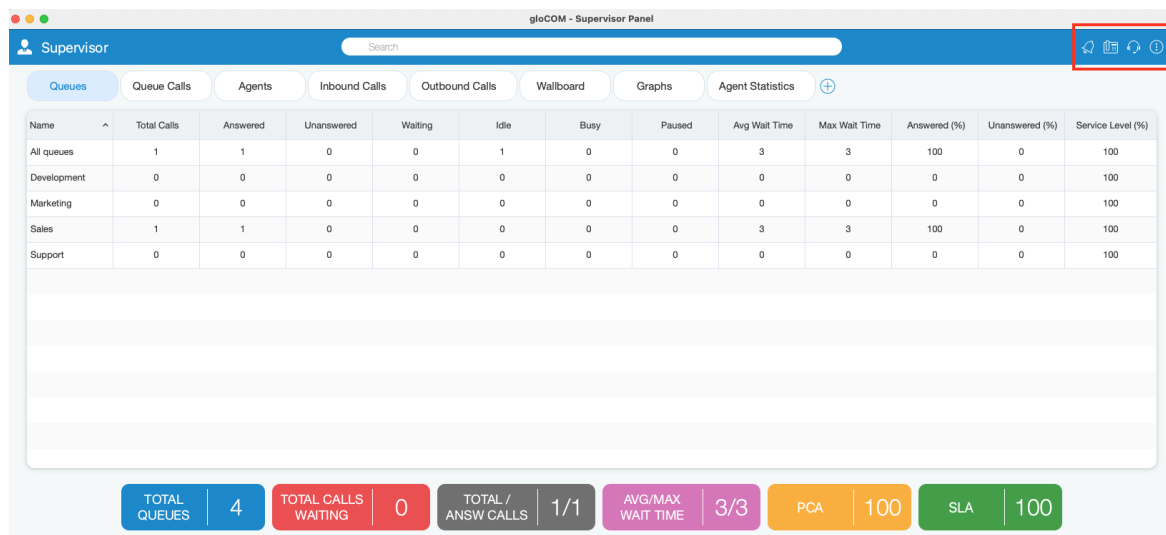 gloCOM - Supervisor Panel
Supervisor
Search
Queues Queue Calls Agents Inbound Calls Outbound Calls Wallboard Graphs Agent Statistics
Name Total Calls Answered Unanswered Waiting Idle Busy Paused Avg Wait Time Max Wait Time Answered (%) Unanswered (%) Service Level (%)
All queues 1 1 0 0 1 0 0 3 3 100 0 100
Development 0 0 0 0 0 0 0 0 0 0 0 100
Marketing 0 0 0 0 0 0 0 0 0 0 0 100
Sales 1 1 0 0 0 0 0 3 3 100 0 100
Support 0 0 0 0 0 0 0 0 0 0 0 100
TOTAL QUEUES 4
TOTAL CALLS WAITING 0
TOTAL / ANSW CALLS 1/1
AVG/MAX WAIT TIME 3/3
PCA 100
SLA 100